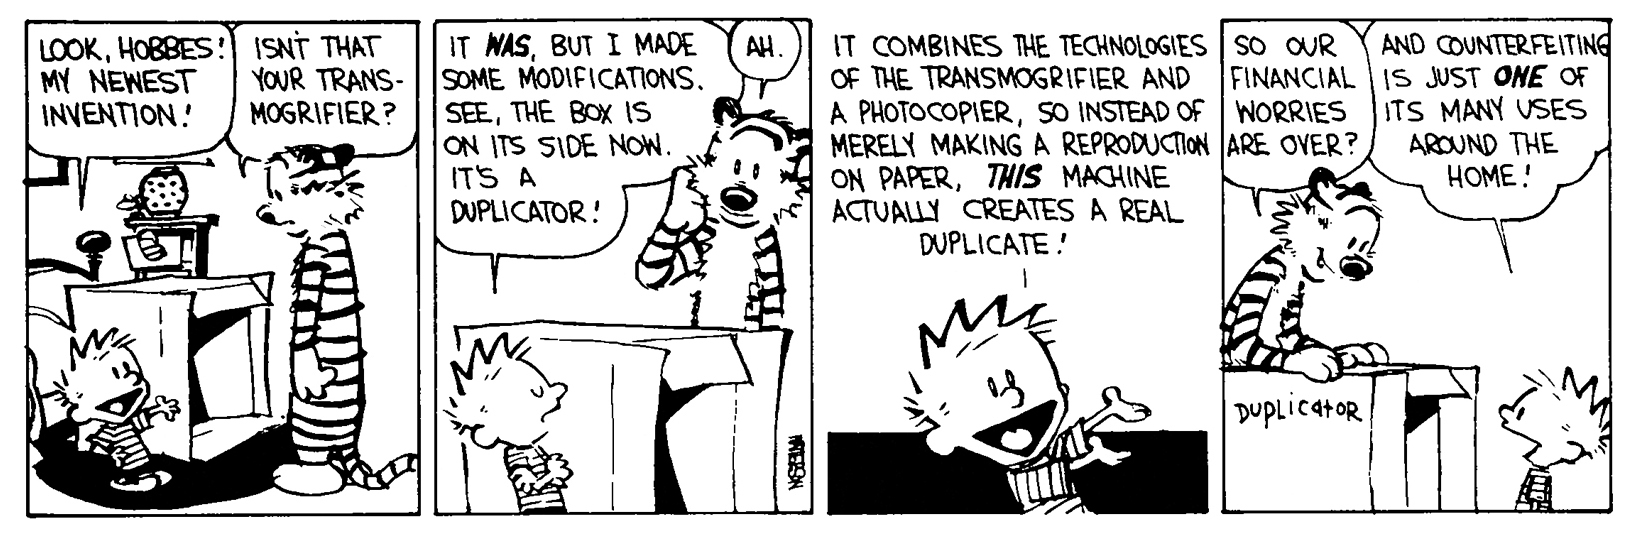 LOOK, HOBBES!
MY NEWEST
INVENTION!
ISN'T THAT
YOUR TRANS-
MOGRIFIER?
IT WAS, BUT I MADE
SOME MODIFICATIONS.
SEE, THE BOX IS
ON ITS SIDE NOW.
IT'S A
DUPLICATOR!
AH.
WATTERSON
IT COMBINES THE TECHNOLOGIES
OF THE TRANSMOGRIFIER AND
A PHOTOCOPIER, SO INSTEAD OF
MERELY MAKING A REPRODUCTION
ON PAPER, THIS MACHINE
ACTUALLY CREATES A REAL
DUPLICATE!
SO OUR
FINANCIAL
WORRIES
ARE OVER?
AND COUNTERFEITING
IS JUST ONE OF
ITS MANY USES
AROUND THE
HOME!
DUPLICATOR